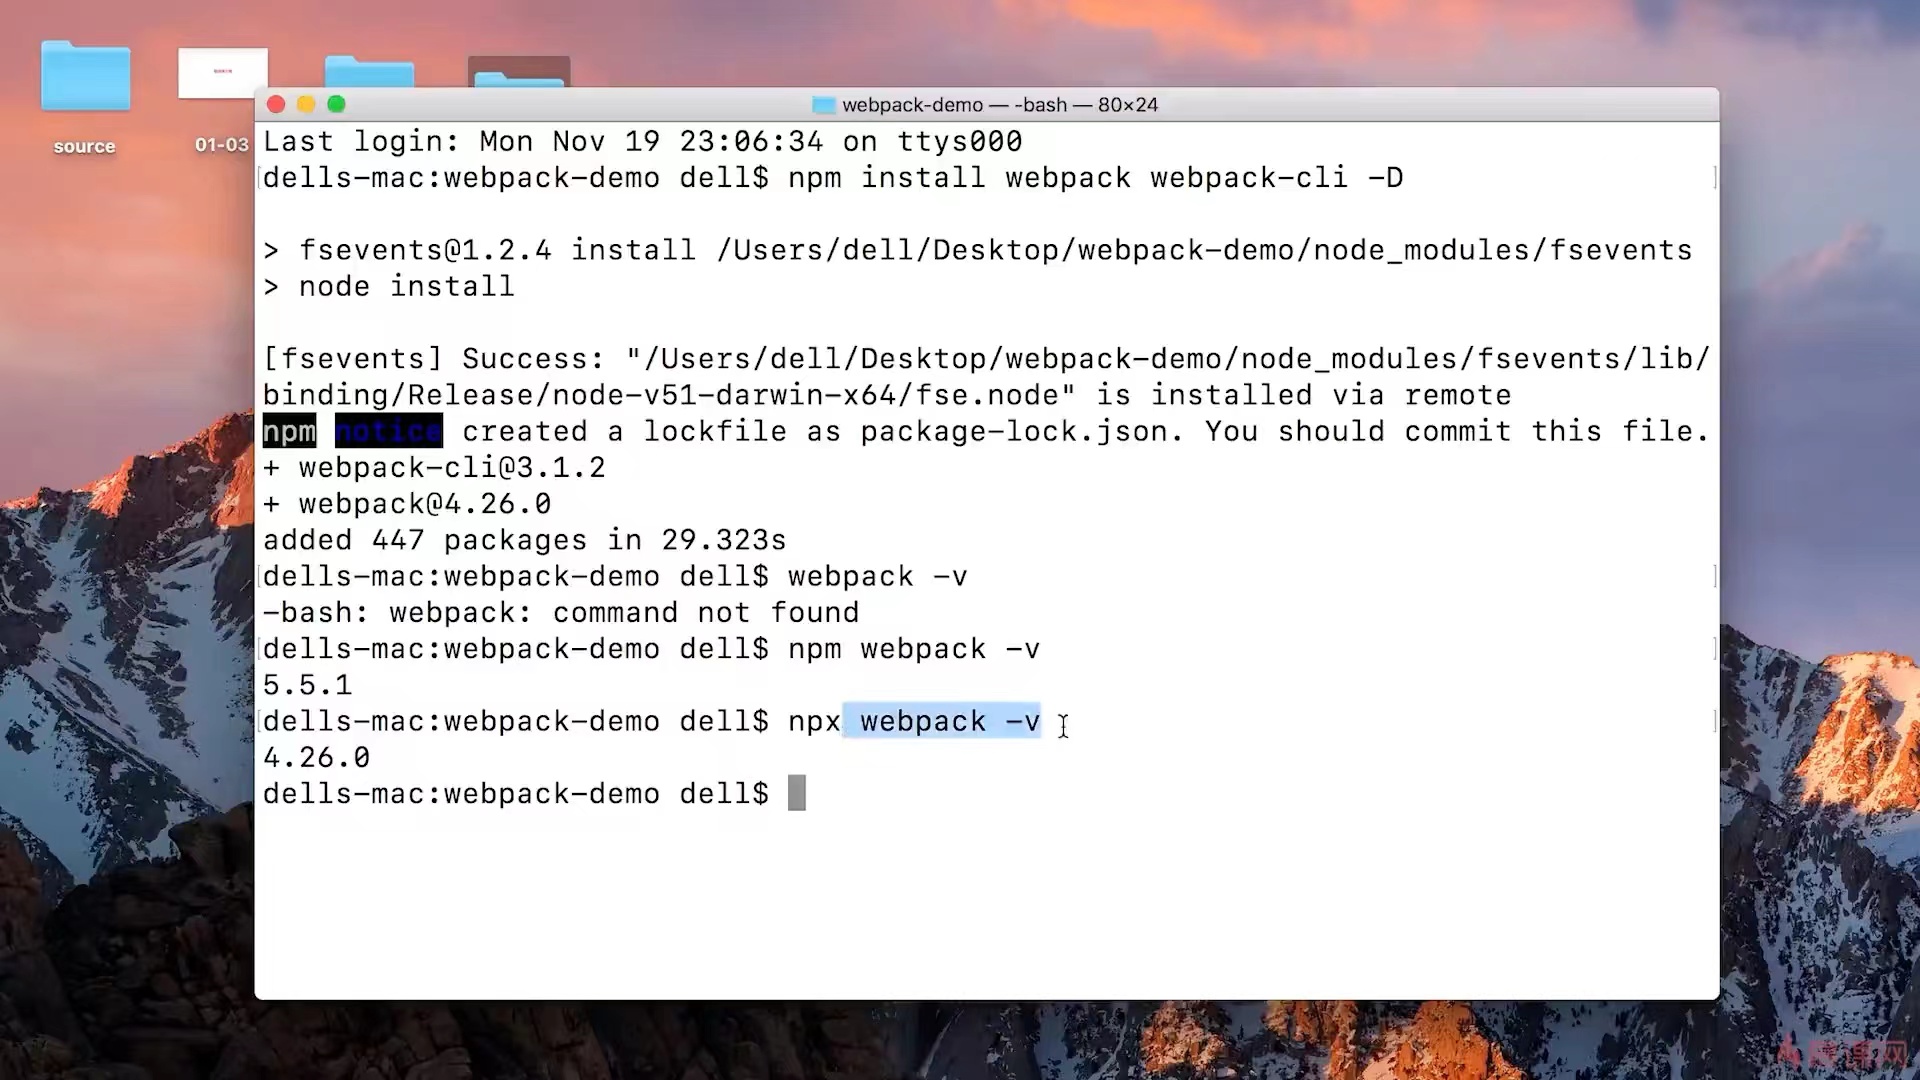 webpack-demo — -bash — 80×24
source
01-03
Last login: Mon Nov 19 23:06:34 on ttys000
dells-mac:webpack-demo dell$ npm install webpack webpack-cli -D
> fsevents@1.2.4 install /Users/dell/Desktop/webpack-demo/node_modules/fsevents
> node install
[fsevents] Success: "/Users/dell/Desktop/webpack-demo/node_modules/fsevents/lib/
binding/Release/node-v51-darwin-x64/fse.node" is installed via remote
npm notice created a lockfile as package-lock.json. You should commit this file.
+ webpack-cli@3.1.2
+ webpack@4.26.0
added 447 packages in 29.323s
dells-mac:webpack-demo dell$ webpack -v
-bash: webpack: command not found
dells-mac:webpack-demo dell$ npm webpack -v
5.5.1
dells-mac:webpack-demo dell$ npx webpack -v
4.26.0
dells-mac:webpack-demo dell$